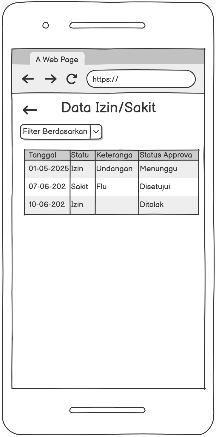 A Web Page
https://
Data Izin/Sakit
Filter Berdasarkan
Tanggal Statu Keteranga Status Approva
01-05-2025 Izin Undangan Menunggu
07-06-202 Sakit Flu Disetujui
10-06-202 Izin Ditolak